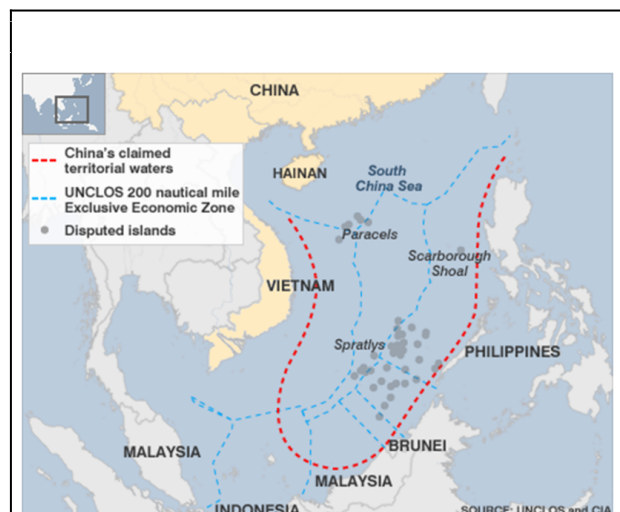 CHINA
China's claimed
territorial waters
UNCLOS 200 nautical mile
Exclusive Economic Zone
Disputed islands
HAINAN
South
China Sea
Paracels
Scarborough
Shoal
VIETNAM
Spratlys
PHILIPPINES
MALAYSIA
BRUNEI
MALAYSIA
INDONESIA
SOURCE: UNCLOS and CIA